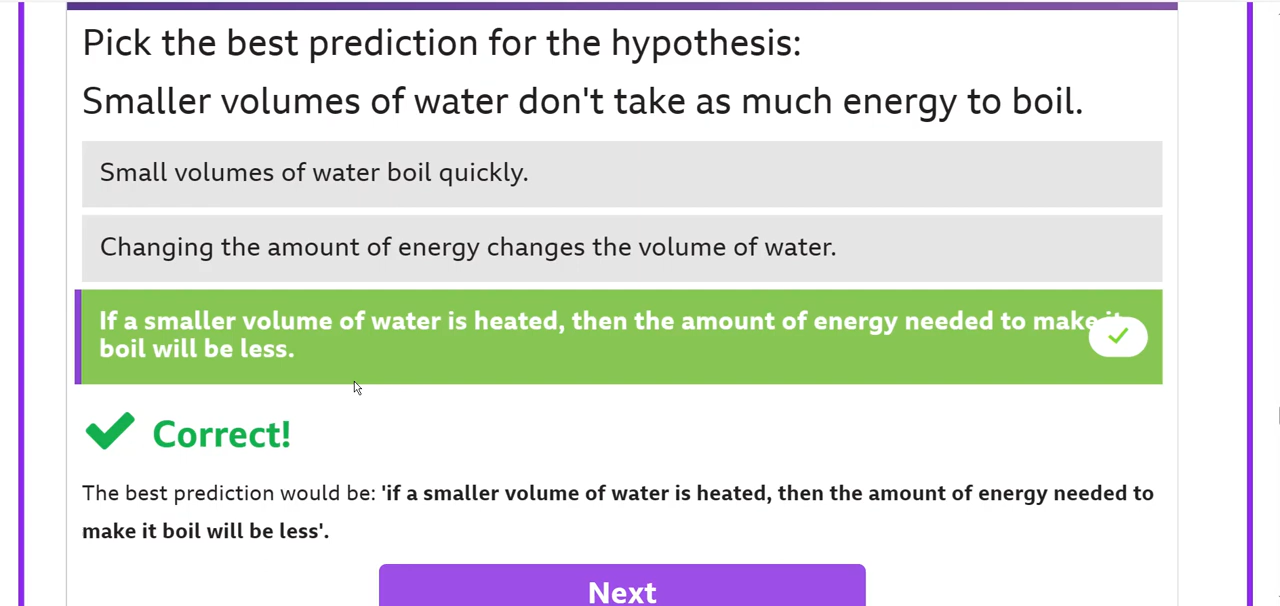 Pick the best prediction for the hypothesis:
Smaller volumes of water don't take as much energy to boil.
Small volumes of water boil quickly.
Changing the amount of energy changes the volume of water.
If a smaller volume of water is heated, then the amount of energy needed to make it
boil will be less.
Correct!
The best prediction would be: 'if a smaller volume of water is heated, then the amount of energy needed to
make it boil will be less'.
Next